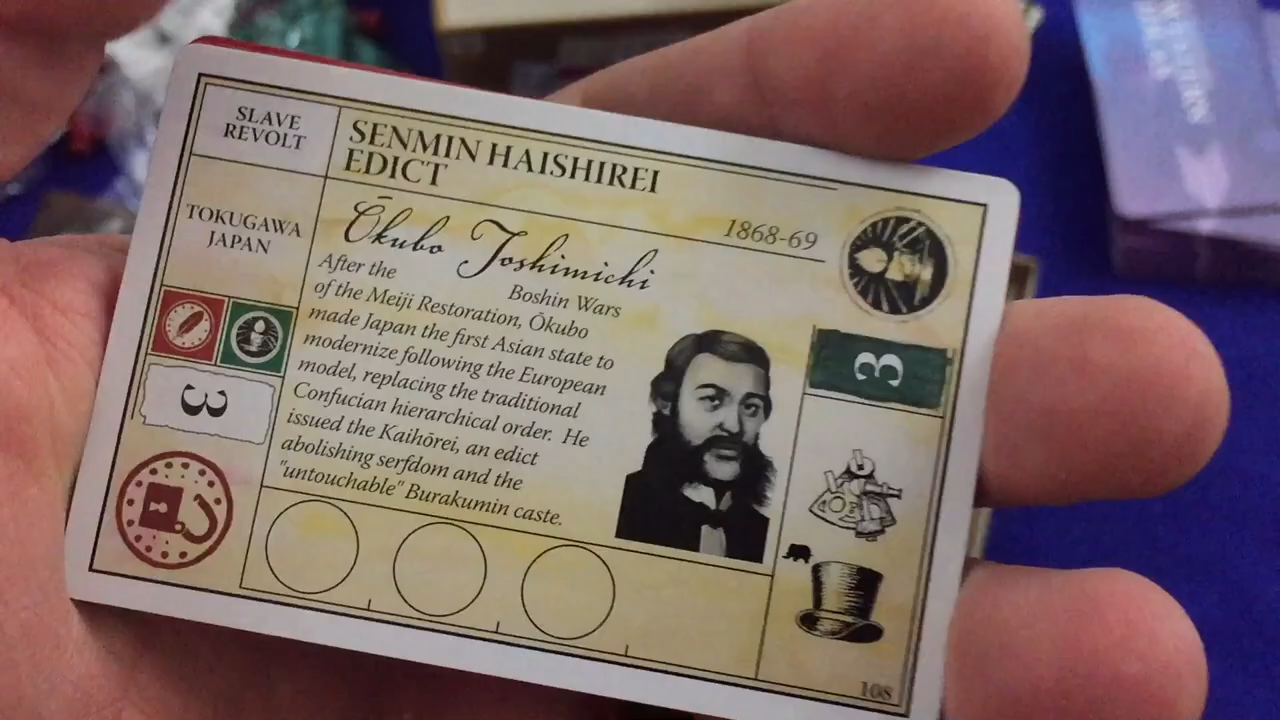 SLAVE
REVOLT
SENMIN HAISHIREI
EDICT
TOKUGAWA
JAPAN
1868-69
Ōkubo Toshimichi
After the
Boshin Wars
of the Meiji Restoration, Ōkubo
made Japan the first Asian state to
modernize following the European
model, replacing the traditional
Confucian hierarchical order. He
issued the Kaihōrei, an edict
abolishing serfdom and the
"untouchable" Burakumin caste.
3
3
108